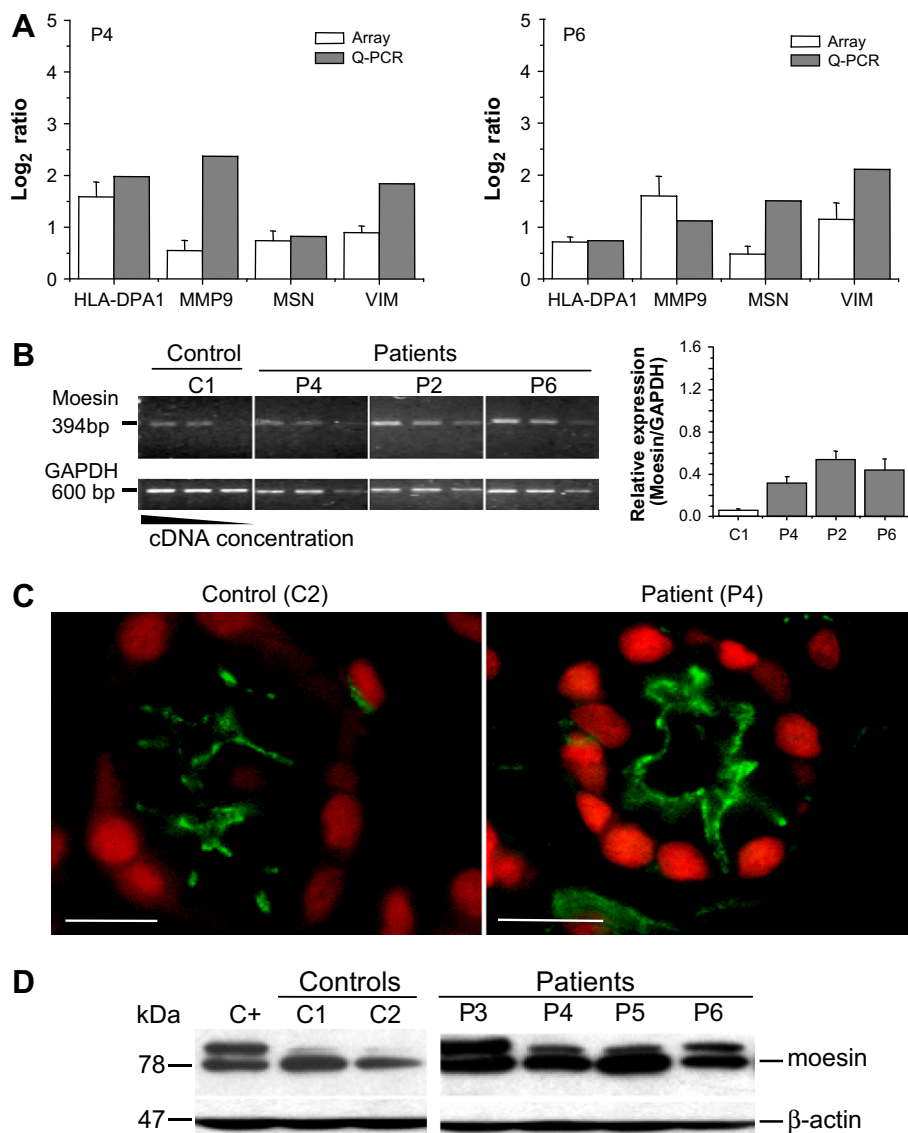 A
P4
Array
Q-PCR
Log2 ratio
5
4
3
2
1
0
HLA-DPA1 MMP9 MSN VIM
P6
Array
Q-PCR
Log2 ratio
5
4
3
2
1
0
HLA-DPA1 MMP9 MSN VIM
B
Control Patients
C1 P4 P2 P6
Moesin
394bp
GAPDH
600 bp
cDNA concentration
Relative expression
(Moesin/GAPDH)
1.6
1.2
0.8
0.4
0.0
C1 P4 P2 P6
C
Control (C2) Patient (P4)
D
Controls Patients
kDa C+ C1 C2 P3 P4 P5 P6
78 moesin
47 β-actin